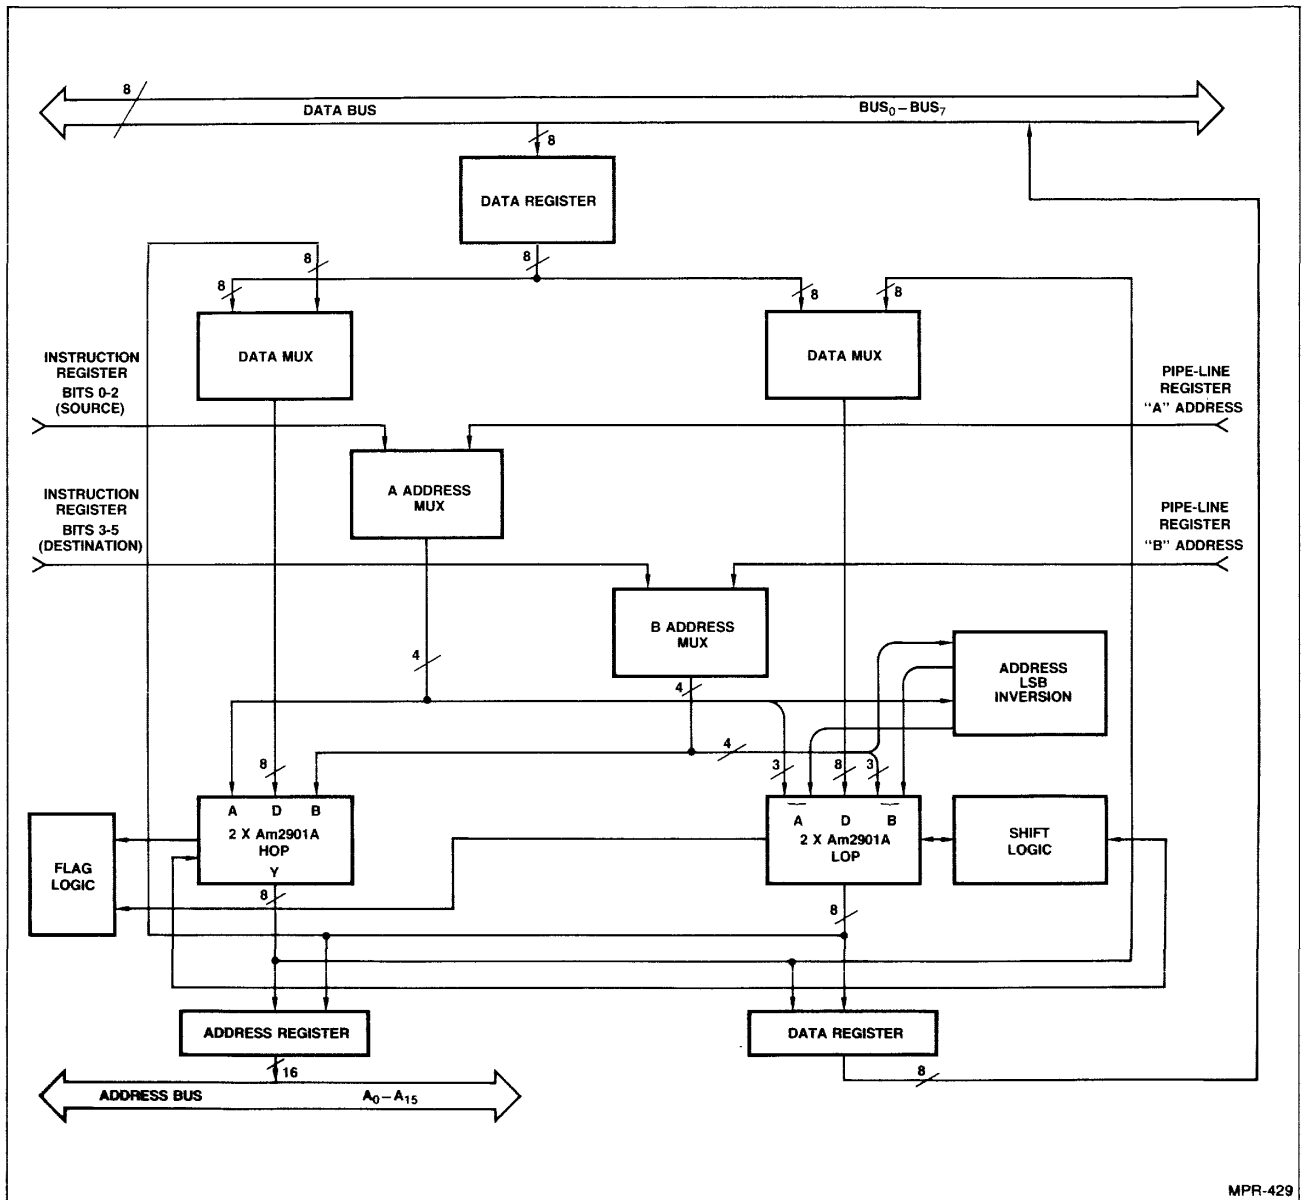 8
DATA BUS
BUS0–BUS7
8
DATA REGISTER
8
8
8
8
8
DATA MUX
DATA MUX
INSTRUCTION
REGISTER
BITS 0-2
(SOURCE)
PIPE-LINE
REGISTER
"A" ADDRESS
A ADDRESS
MUX
INSTRUCTION
REGISTER
BITS 3-5
(DESTINATION)
PIPE-LINE
REGISTER
"B" ADDRESS
B ADDRESS
MUX
4
4
ADDRESS
LSB
INVERSION
4
8
3
8
3
A D B
2 X Am2901A
HOP
Y
A D B
2 X Am2901A
LOP
SHIFT
LOGIC
FLAG
LOGIC
8
8
ADDRESS REGISTER
DATA REGISTER
16
8
ADDRESS BUS
A0–A15
MPR-429